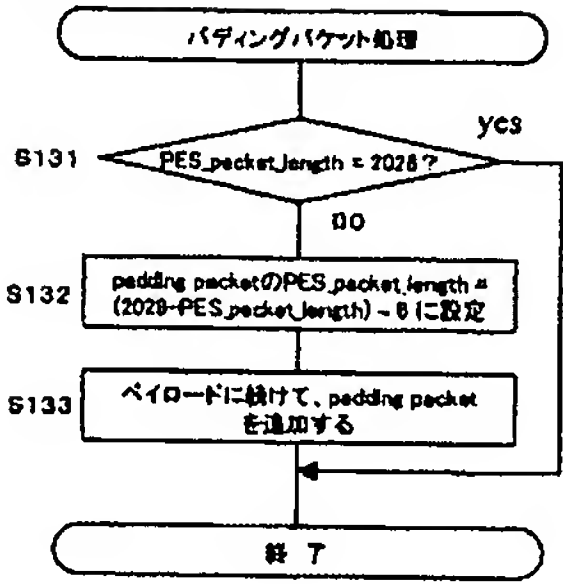 パディングパケット処理
yes
S131
PES_packet_length = 2028?
no
S132
padding packetのPES_packet_length =
(2028-PES_packet_length) - 6 に設定
S133
ペイロードに続けて、padding packet
を追加する
終 了